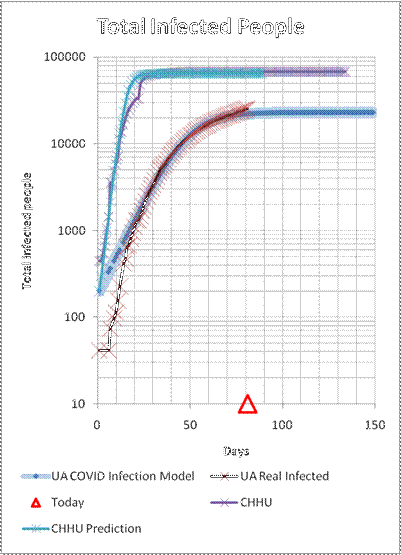 Total Infected People
100000
10000
1000
100
10
Total Infected people
0 50 100 150
Days
UA COVID Infection Model UA Real Infected
Today CHHU
CHHU Prediction